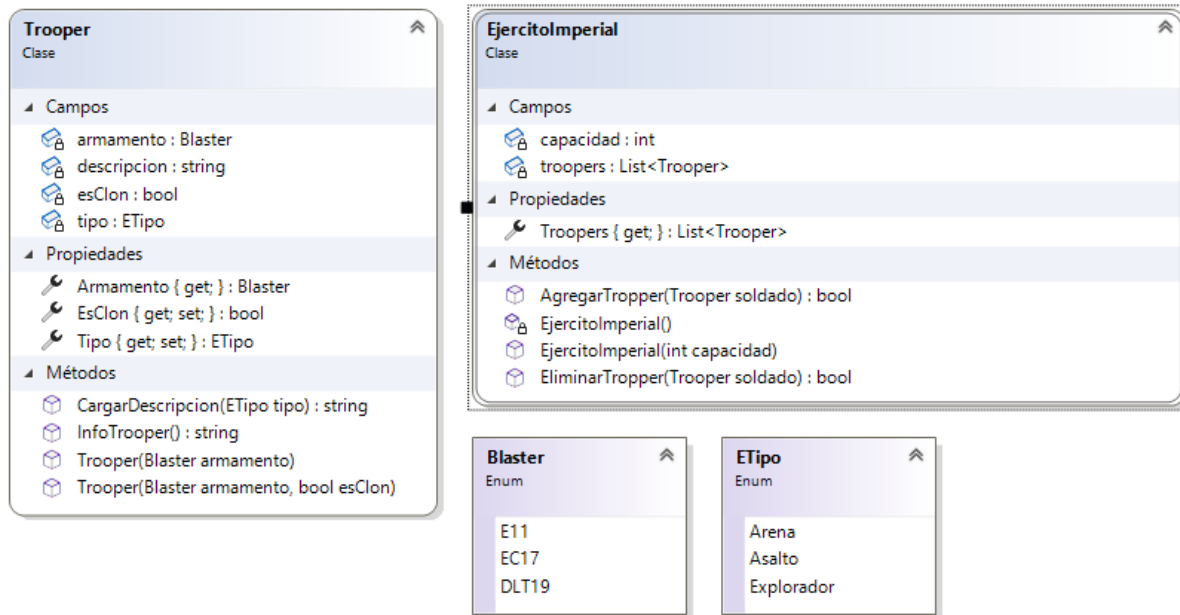 Trooper
Clase
Campos
armamento : Blaster
descripcion : string
esClon : bool
tipo : ETipo
Propiedades
Armamento { get; } : Blaster
EsClon { get; set; } : bool
Tipo { get; set; } : ETipo
Métodos
CargarDescripcion(ETipo tipo) : string
InfoTrooper() : string
Trooper(Blaster armamento)
Trooper(Blaster armamento, bool esClon)
EjercitoImperial
Clase
Campos
capacidad : int
troopers : List<Trooper>
Propiedades
Troopers { get; } : List<Trooper>
Métodos
AgregarTropper(Trooper soldado) : bool
EjercitoImperial()
EjercitoImperial(int capacidad)
EliminarTropper(Trooper soldado) : bool
Blaster
Enum
E11
EC17
DLT19
ETipo
Enum
Arena
Asalto
Explorador